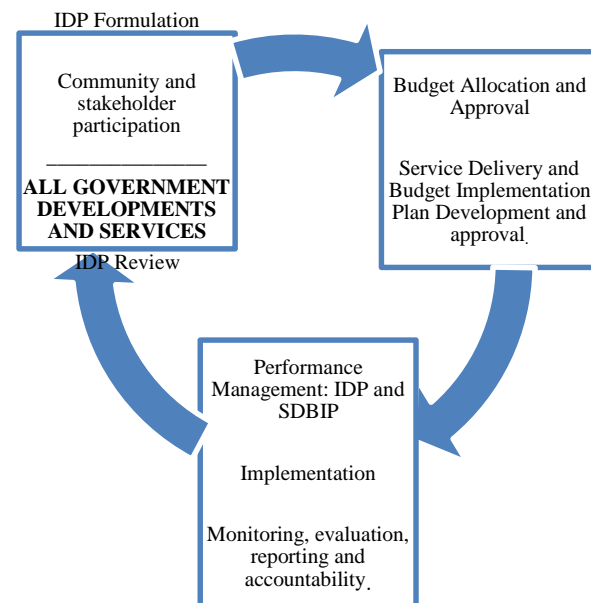 IDP Formulation
Community and
stakeholder
participation
_______________
ALL GOVERNMENT
DEVELOPMENTS
AND SERVICES
IDP Review
Budget Allocation and
Approval
Service Delivery and
Budget Implementation
Plan Development and
approval.
Performance
Management: IDP and
SDBIP
Implementation
Monitoring, evaluation,
reporting and
accountability.